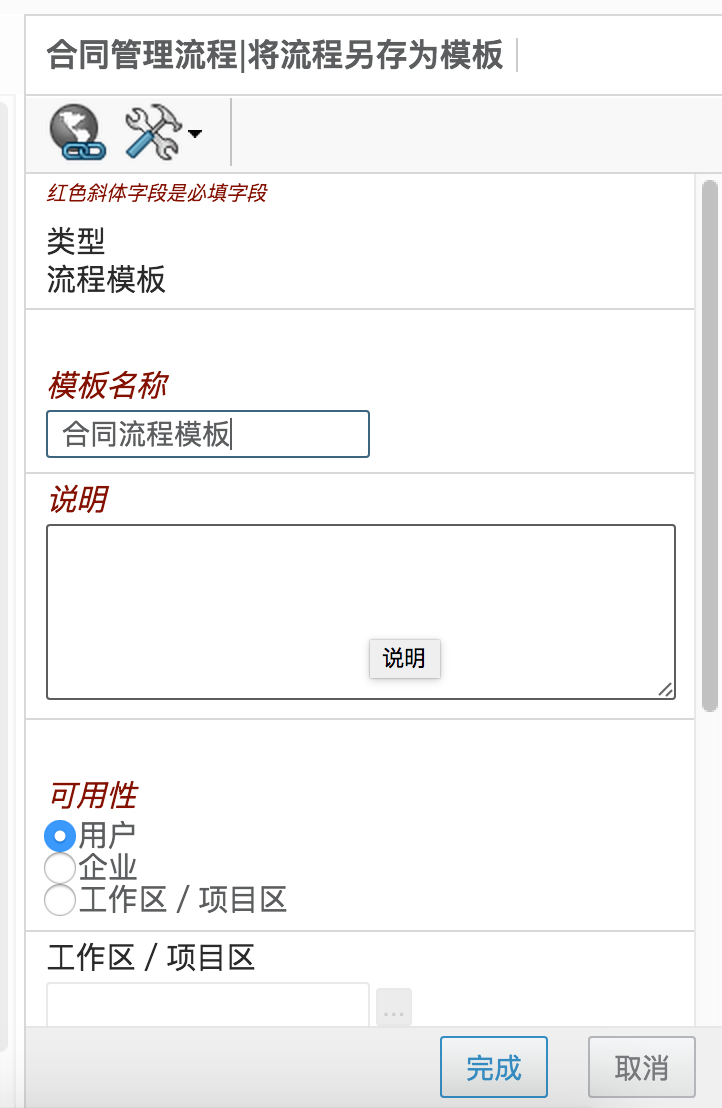 合同管理流程|将流程另存为模板
红色斜体字段是必填字段
类型
流程模板
模板名称
合同流程模板
说明
说明
可用性
用户
企业
工作区 / 项目区
工作区 / 项目区
...
完成
取消